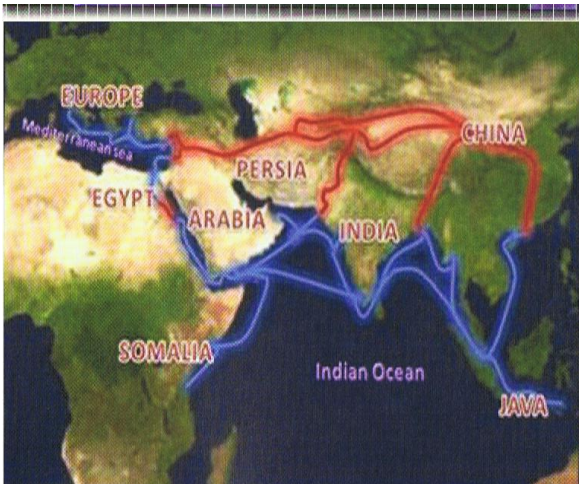 EUROPE
Mediterranean sea
CHINA
PERSIA
EGYPT
ARABIA
INDIA
SOMALIA
Indian Ocean
JAVA